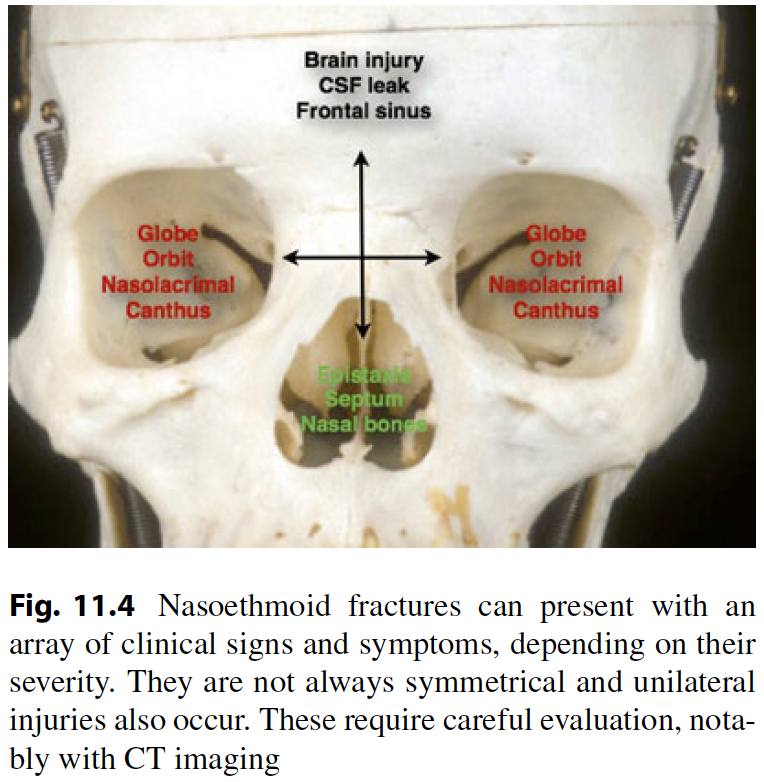 Brain injury
CSF leak
Frontal sinus
Globe
Orbit
Nasolacrimal
Canthus
Globe
Orbit
Nasolacrimal
Canthus
Epistaxis
Septum
Nasal bones
Fig. 11.4 Nasoethmoid fractures can present with an
array of clinical signs and symptoms, depending on their
severity. They are not always symmetrical and unilateral
injuries also occur. These require careful evaluation, nota-
bly with CT imaging